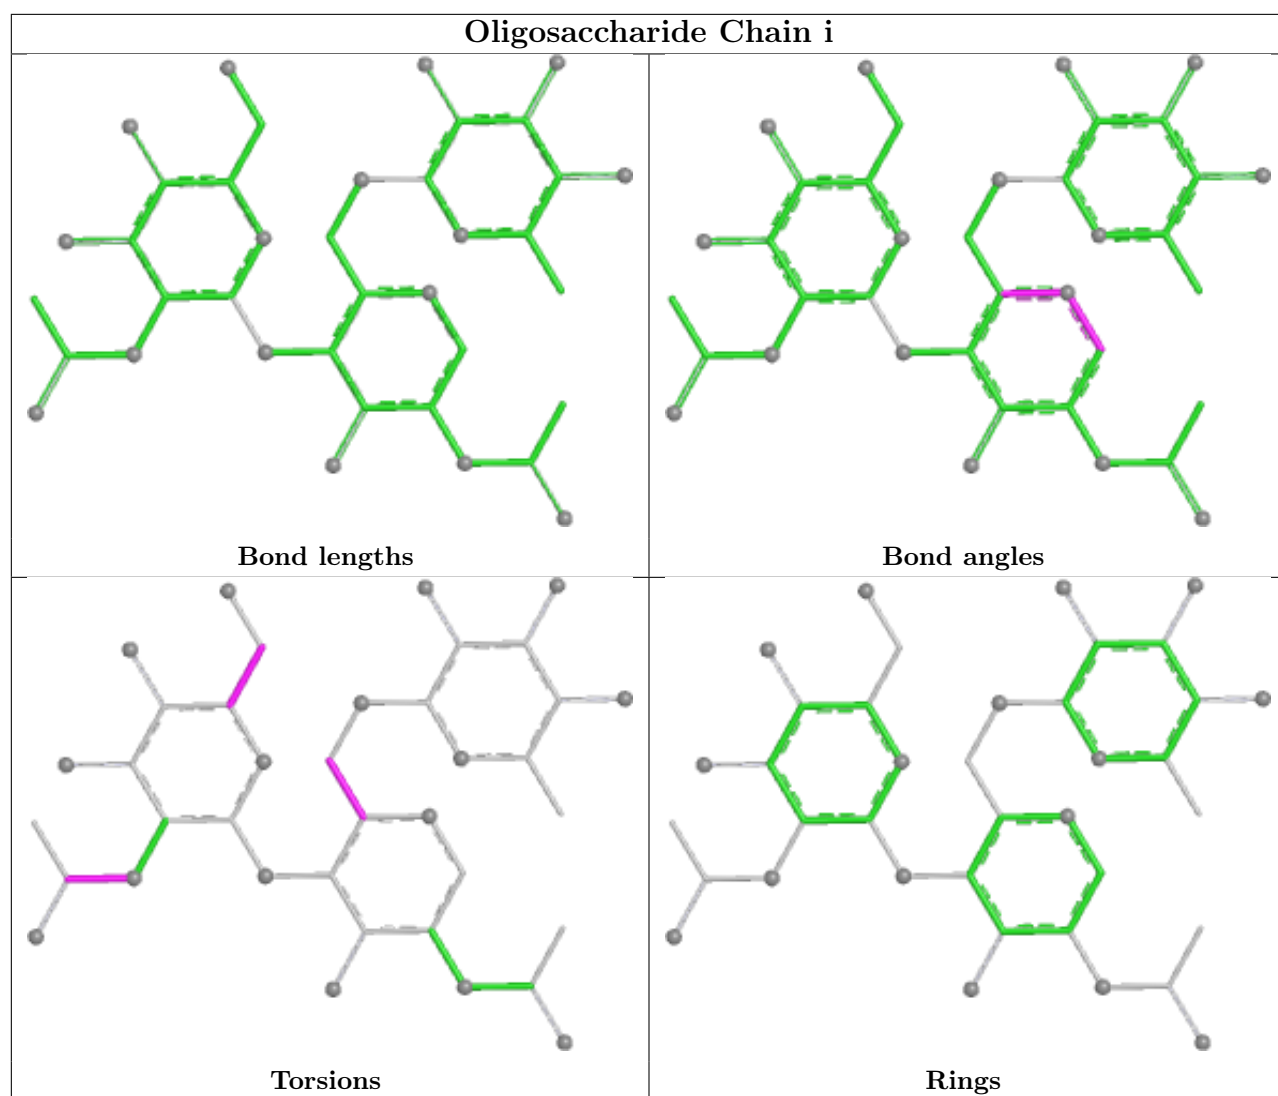 Oligosaccharide Chain i
Bond lengths
Bond angles
Torsions
Rings